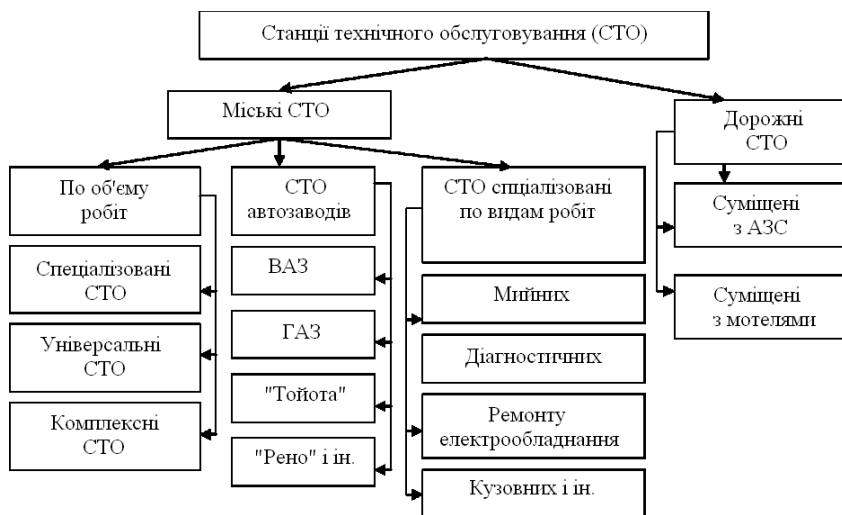 Станції технічного обслуговування (СТО)
Міські СТО
Дорожні
СТО
По об'єму
робіт
СТО
автозаводів
СТО спціалізовані
по видам робіт
Суміщені
з АЗС
Спеціалізовані
СТО
ВАЗ
Мийних
Суміщені
з мотелями
Універсальні
СТО
ГАЗ
Діагностичних
Комплексні
СТО
"Тойота"
Ремонту
електрообладнання
"Рено" і ін.
Кузовних і ін.